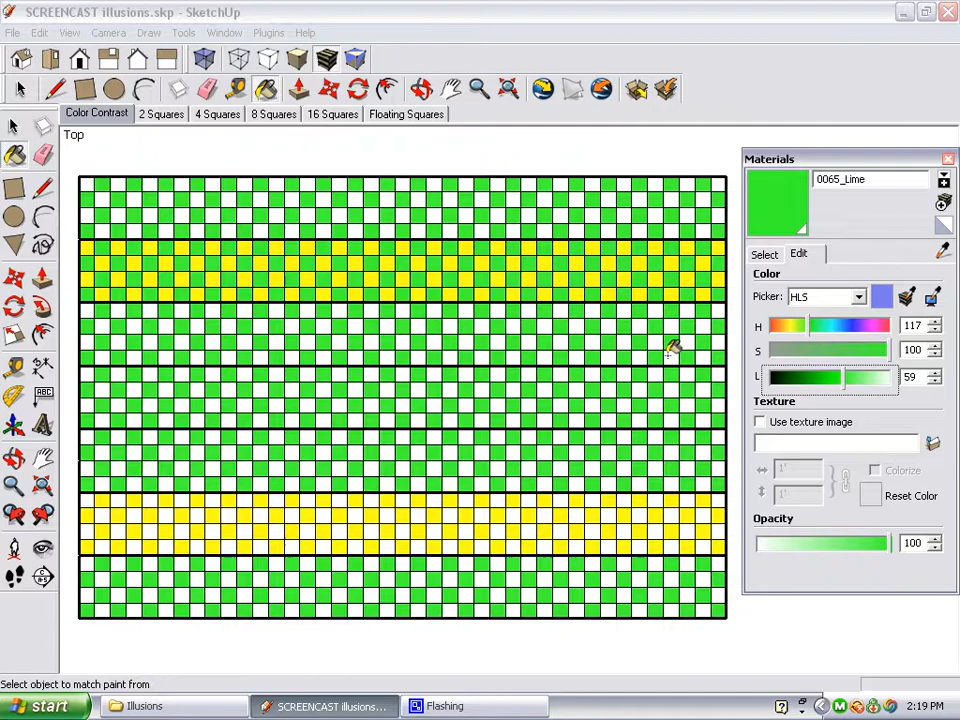 SCREENCAST illusions.skp - SketchUp
File Edit View Camera Draw Tools Window Plugins Help
Color Contrast 2 Squares 4 Squares 8 Squares 16 Squares Floating Squares
Top
Materials
0065_Lime
Select Edit
Color
Picker: HLS
H 117
S 100
L 59
Texture
Use texture image
1' Colorize
1' Reset Color
Opacity
100
ABC
Select object to match paint from
start Illusions SCREENCAST illusions... Flashing 2:19 PM